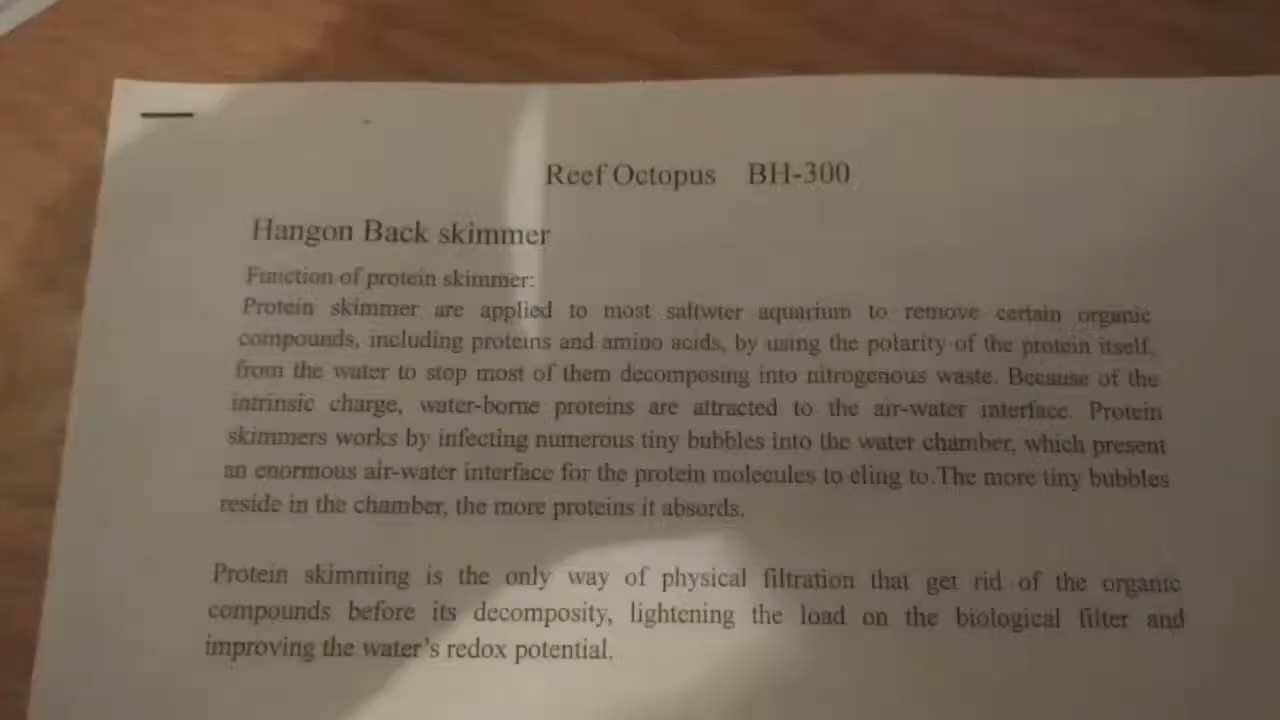 Reef Octopus BH-300
Hangon Back skimmer
Function of protein skimmer:
Protein skimmer are applied to most saltwter aquarium to remove certain organic
compounds, including proteins and amino acids, by using the polarity of the protein itself,
from the water to stop most of them decomposing into nitrogenous waste. Because of the
intrinsic charge, water-borne proteins are attracted to the air-water interface. Protein
skimmers works by infecting numerous tiny bubbles into the water chamber, which present
an enormous air-water interface for the protein molecules to cling to.The more tiny bubbles
reside in the chamber, the more proteins it absords.
Protein skimming is the only way of physical filtration that get rid of the organic
compounds before its decomposity, lightening the load on the biological filter and
improving the water's redox potential.